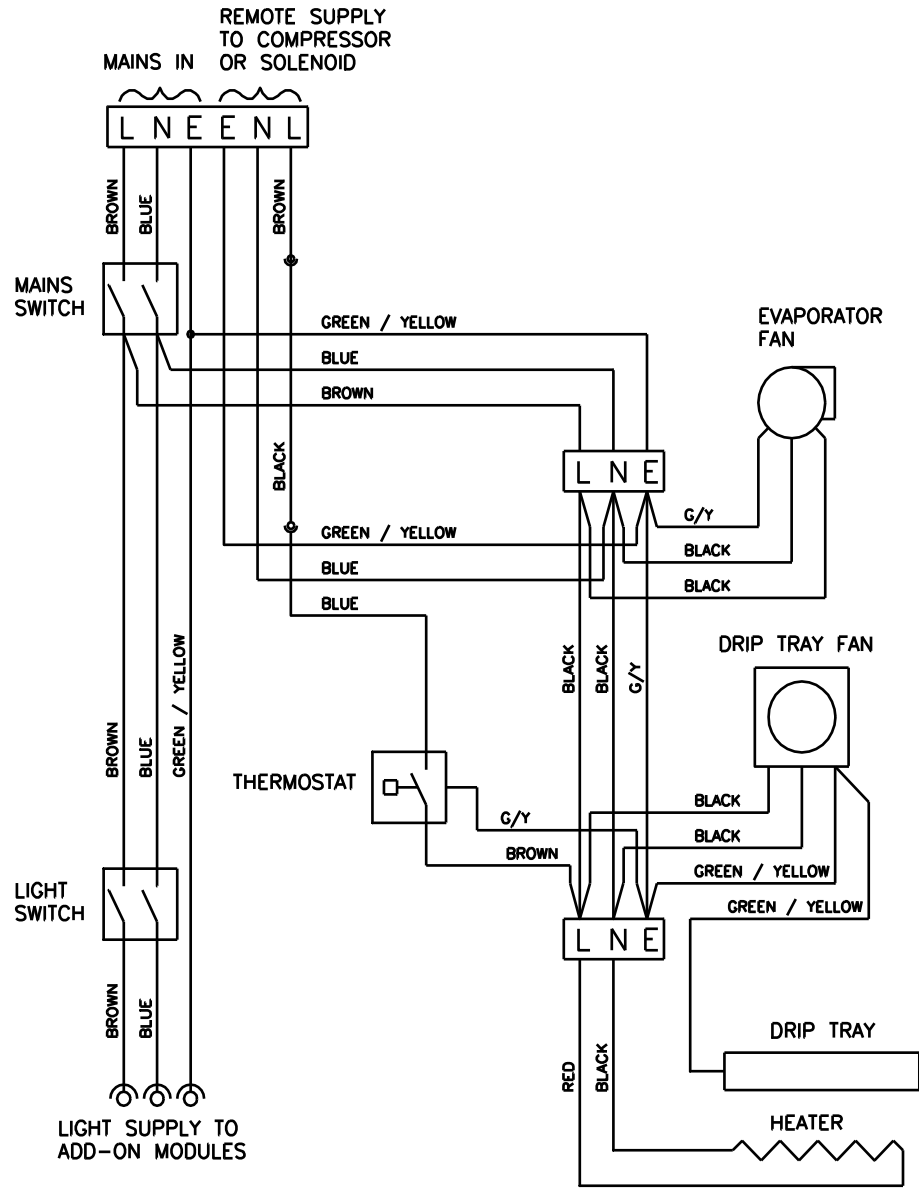 REMOTE SUPPLY
TO COMPRESSOR
OR SOLENOID
MAINS IN
L N E E N L
BROWN
BLUE
BROWN
MAINS
SWITCH
GREEN / YELLOW
BLUE
BROWN
EVAPORATOR
FAN
BLACK
L N E
G/Y
GREEN / YELLOW
BLACK
BLUE
BLACK
BLUE
DRIP TRAY FAN
BROWN
BLUE
GREEN / YELLOW
BLACK
BLACK
G/Y
THERMOSTAT
BLACK
G/Y
BLACK
BROWN
GREEN / YELLOW
LIGHT
SWITCH
GREEN / YELLOW
L N E
BROWN
BLUE
DRIP TRAY
RED
BLACK
HEATER
LIGHT SUPPLY TO
ADD-ON MODULES